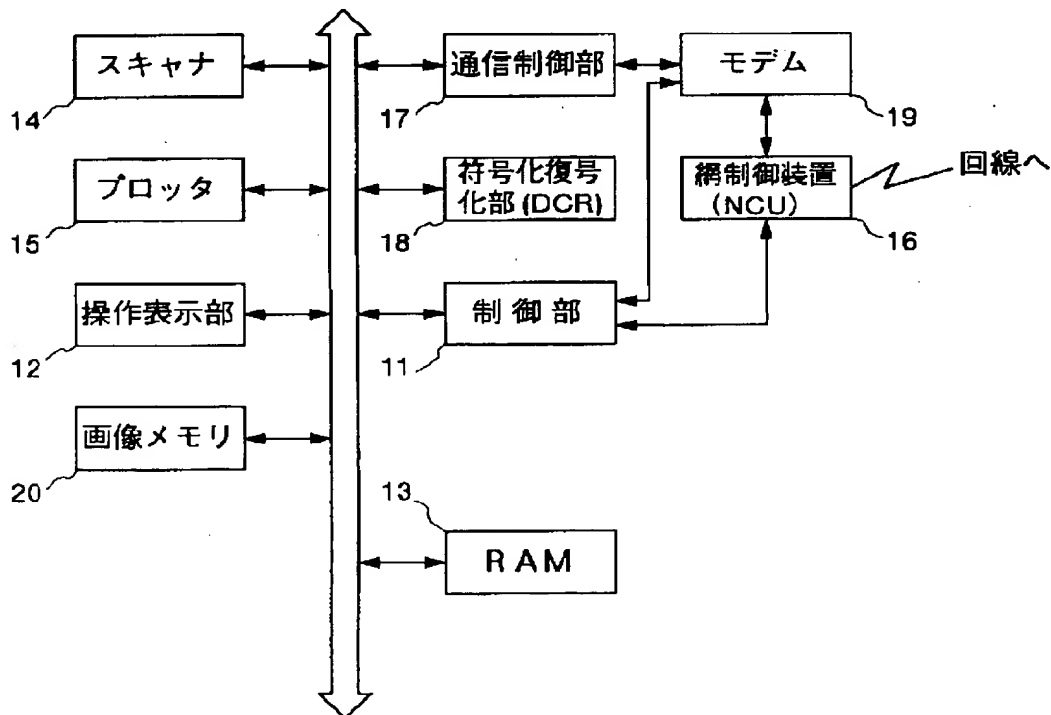 スキャナ
14
プロッタ
15
操作表示部
12
画像メモリ
20
通信制御部
17
符号化復号
化部(DCR)
18
制御部
11
13
RAM
モデム
19
網制御装置
(NCU)
16
回線へ